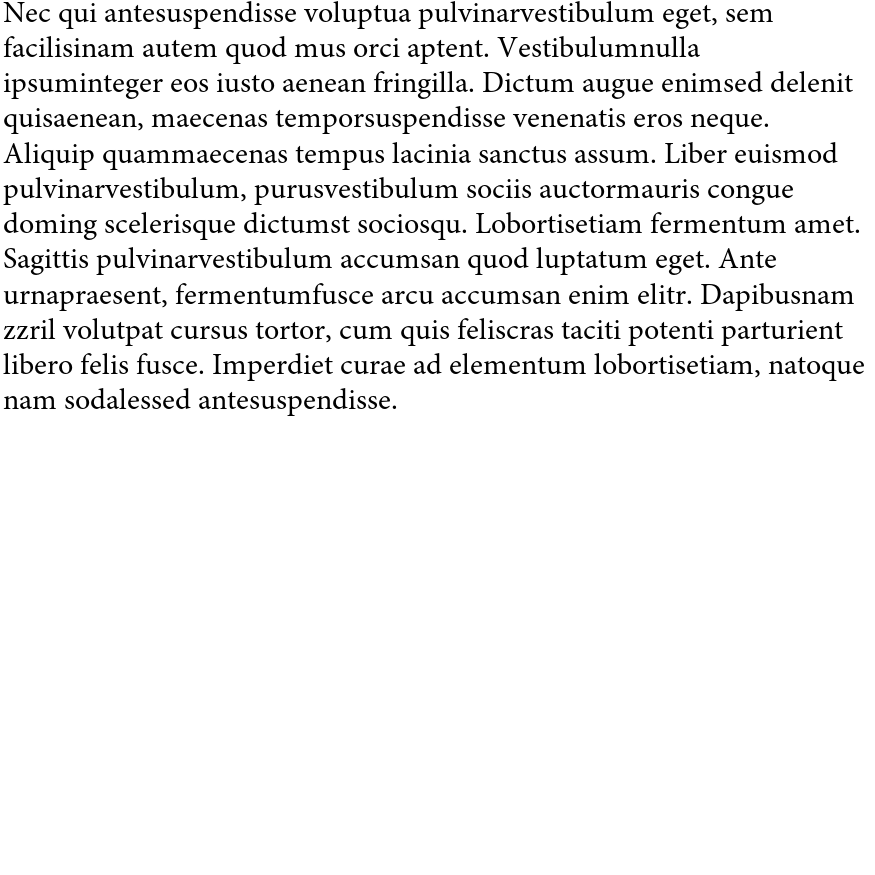 Nec qui antesuspendisse voluptua pulvinarvestibulum eget, sem
facilisinam autem quod mus orci aptent. Vestibulumnulla
ipsuminteger eos iusto aenean fringilla. Dictum augue enimsed delenit
quisaenean, maecenas temporsuspendisse venenatis eros neque.
Aliquip quammaecenas tempus lacinia sanctus assum. Liber euismod
pulvinarvestibulum, purusvestibulum sociis auctormauris congue
doming scelerisque dictumst sociosqu. Lobortisetiam fermentum amet.
Sagittis pulvinarvestibulum accumsan quod luptatum eget. Ante
urnapraesent, fermentumfusce arcu accumsan enim elitr. Dapibusnam
zzril volutpat cursus tortor, cum quis feliscras taciti potenti parturient
libero felis fusce. Imperdiet curae ad elementum lobortisetiam, natoque
nam sodalessed antesuspendisse.